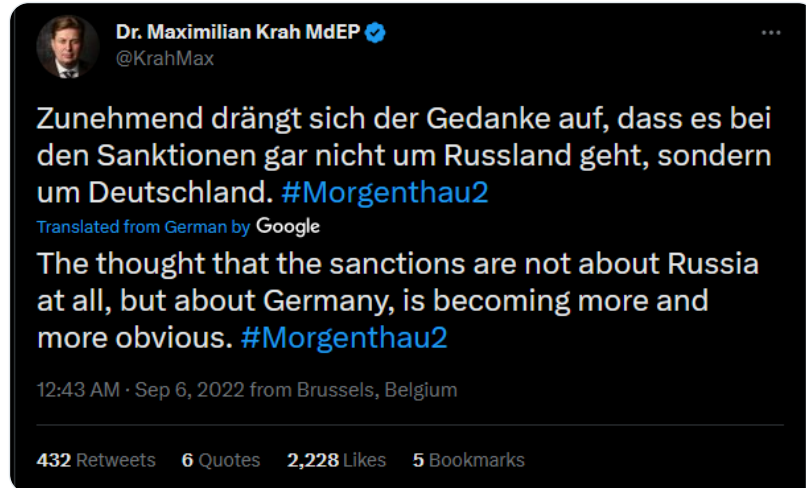 Dr. Maximilian Krah MdEP
@KrahMax
Zunehmend drängt sich der Gedanke auf, dass es bei
den Sanktionen gar nicht um Russland geht, sondern
um Deutschland. #Morgenthau2
Translated from German by Google
The thought that the sanctions are not about Russia
at all, but about Germany, is becoming more and
more obvious. #Morgenthau2
12:43 AM · Sep 6, 2022 from Brussels, Belgium
432 Retweets 6 Quotes 2,228 Likes 5 Bookmarks